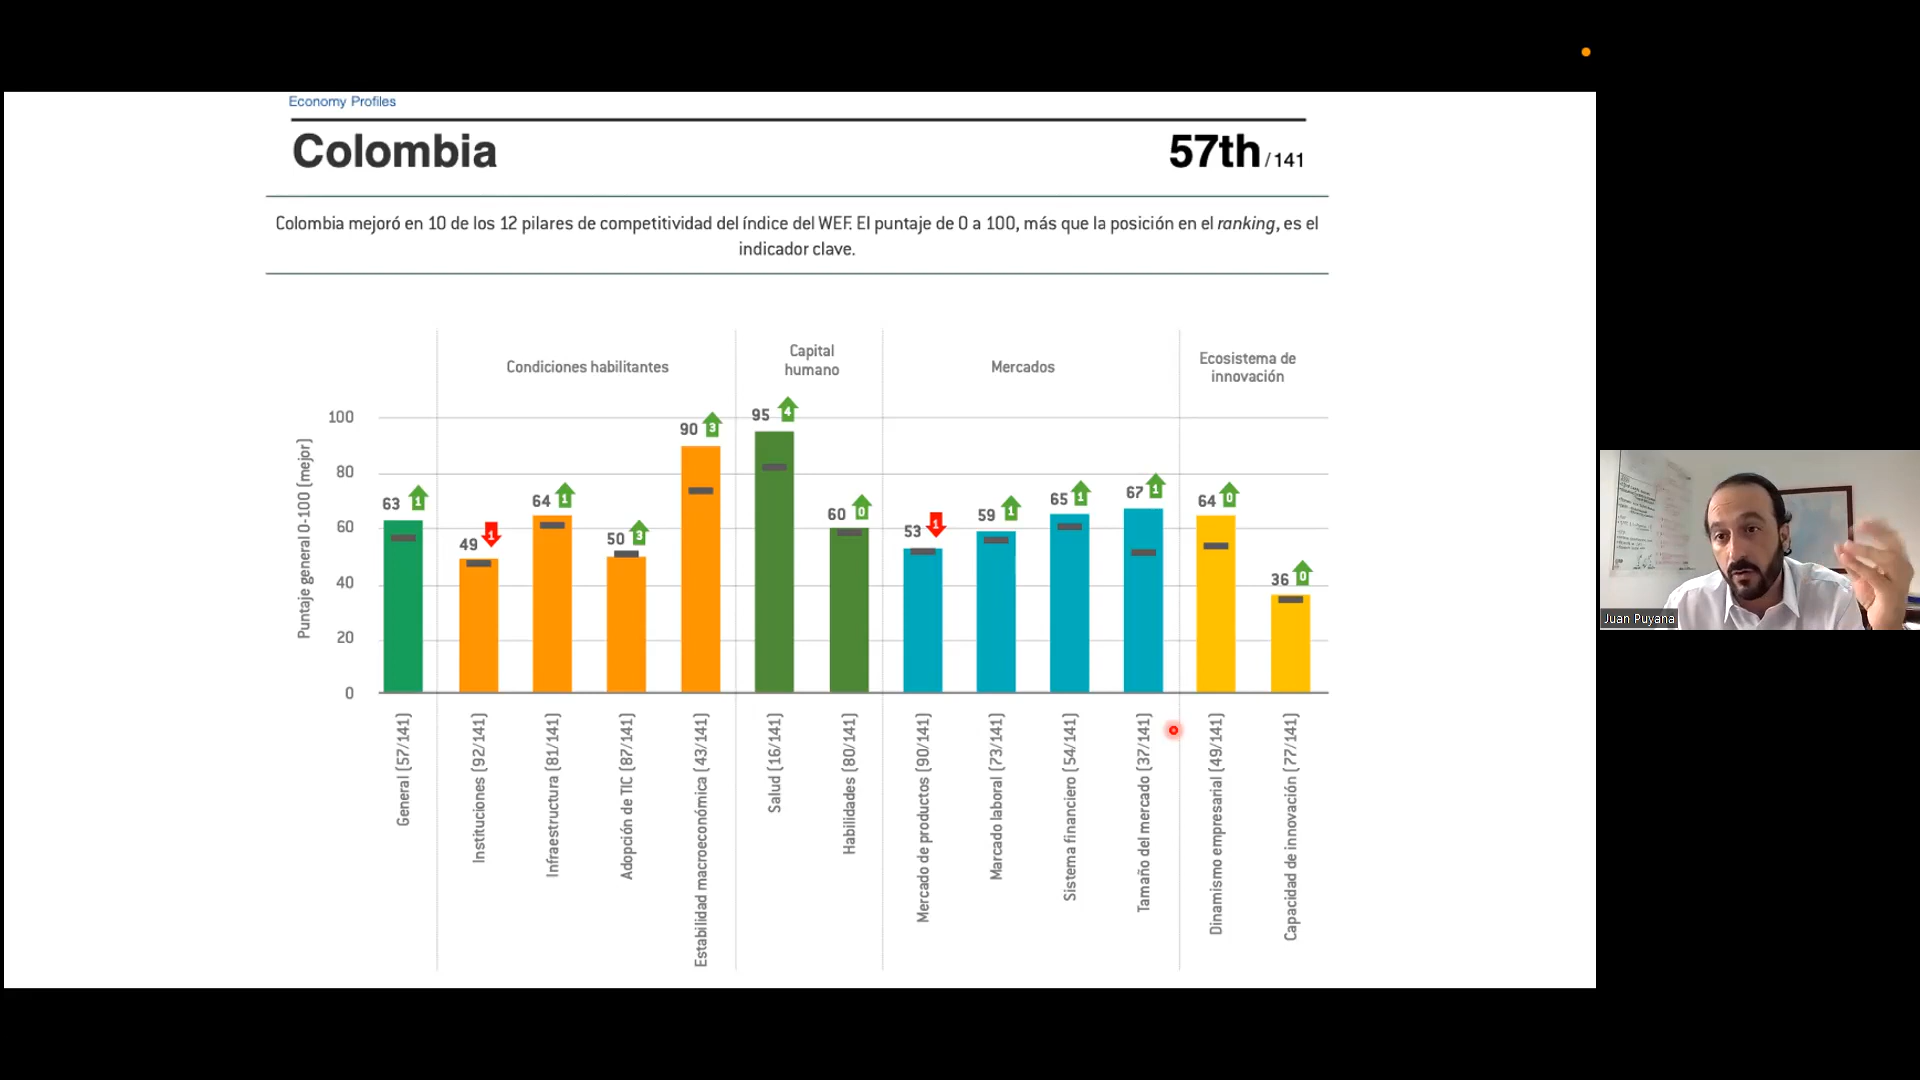 Economy Profiles
Colombia
57th/141
Colombia mejoró en 10 de los 12 pilares de competitividad del índice del WEF. El puntaje de 0 a 100, más que la posición en el ranking, es el
indicador clave.
Condiciones habilitantes
Capital
humano
Mercados
Ecosistema de
innovación
Puntaje general 0-100 (mejor)
100
80
60
40
20
0
63 1
49 1
64 1
50 3
90 3
95 4
60 0
53 1
59 1
65 1
67 1
64 0
36 0
General (57/141)
Instituciones (92/141)
Infraestructura (81/141)
Adopción de TIC (87/141)
Estabilidad macroeconómica (43/141)
Salud (16/141)
Habilidades (80/141)
Mercado de productos (90/141)
Marcado laboral (73/141)
Sistema financiero (54/141)
Tamaño del mercado (37/141)
Dinamismo empresarial (49/141)
Capacidad de innovación (77/141)
Juan Puyana